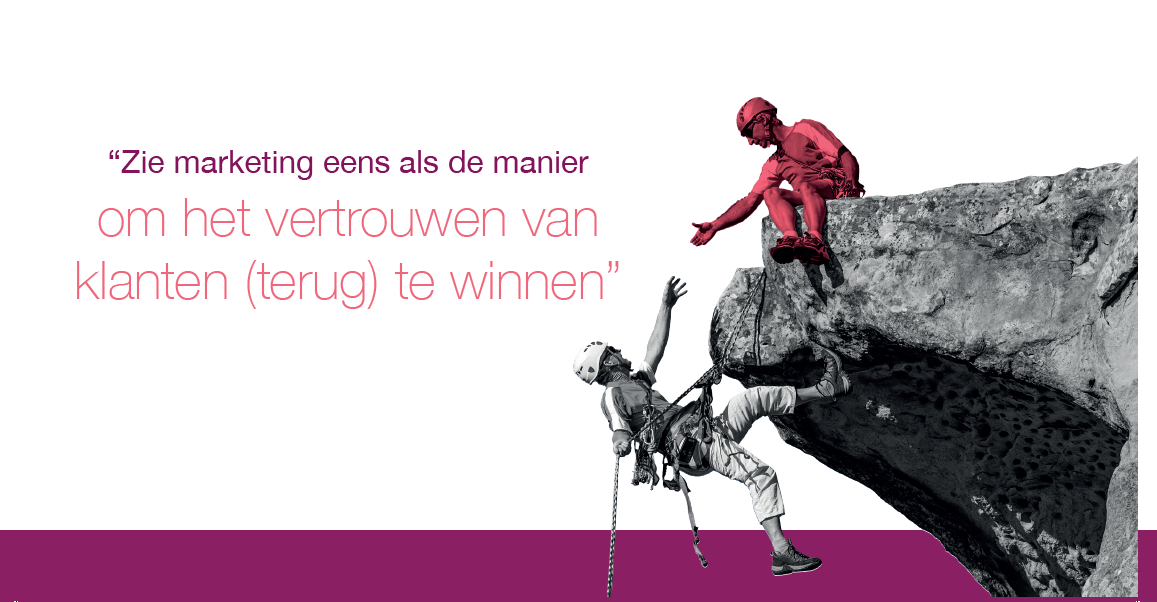 “Zie marketing eens als de manier
om het vertrouwen van
klanten (terug) te winnen”